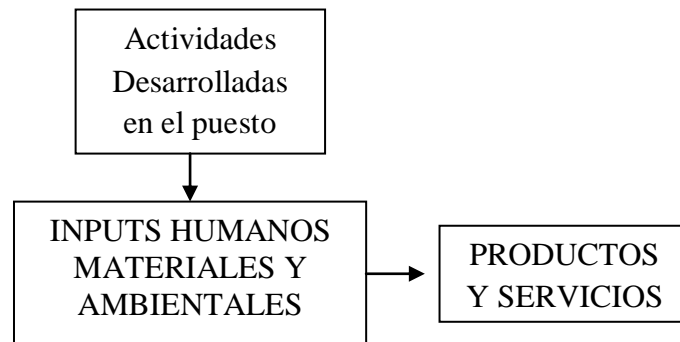 Actividades
Desarrolladas
en el puesto
INPUTS HUMANOS
MATERIALES Y
AMBIENTALES
PRODUCTOS
Y SERVICIOS